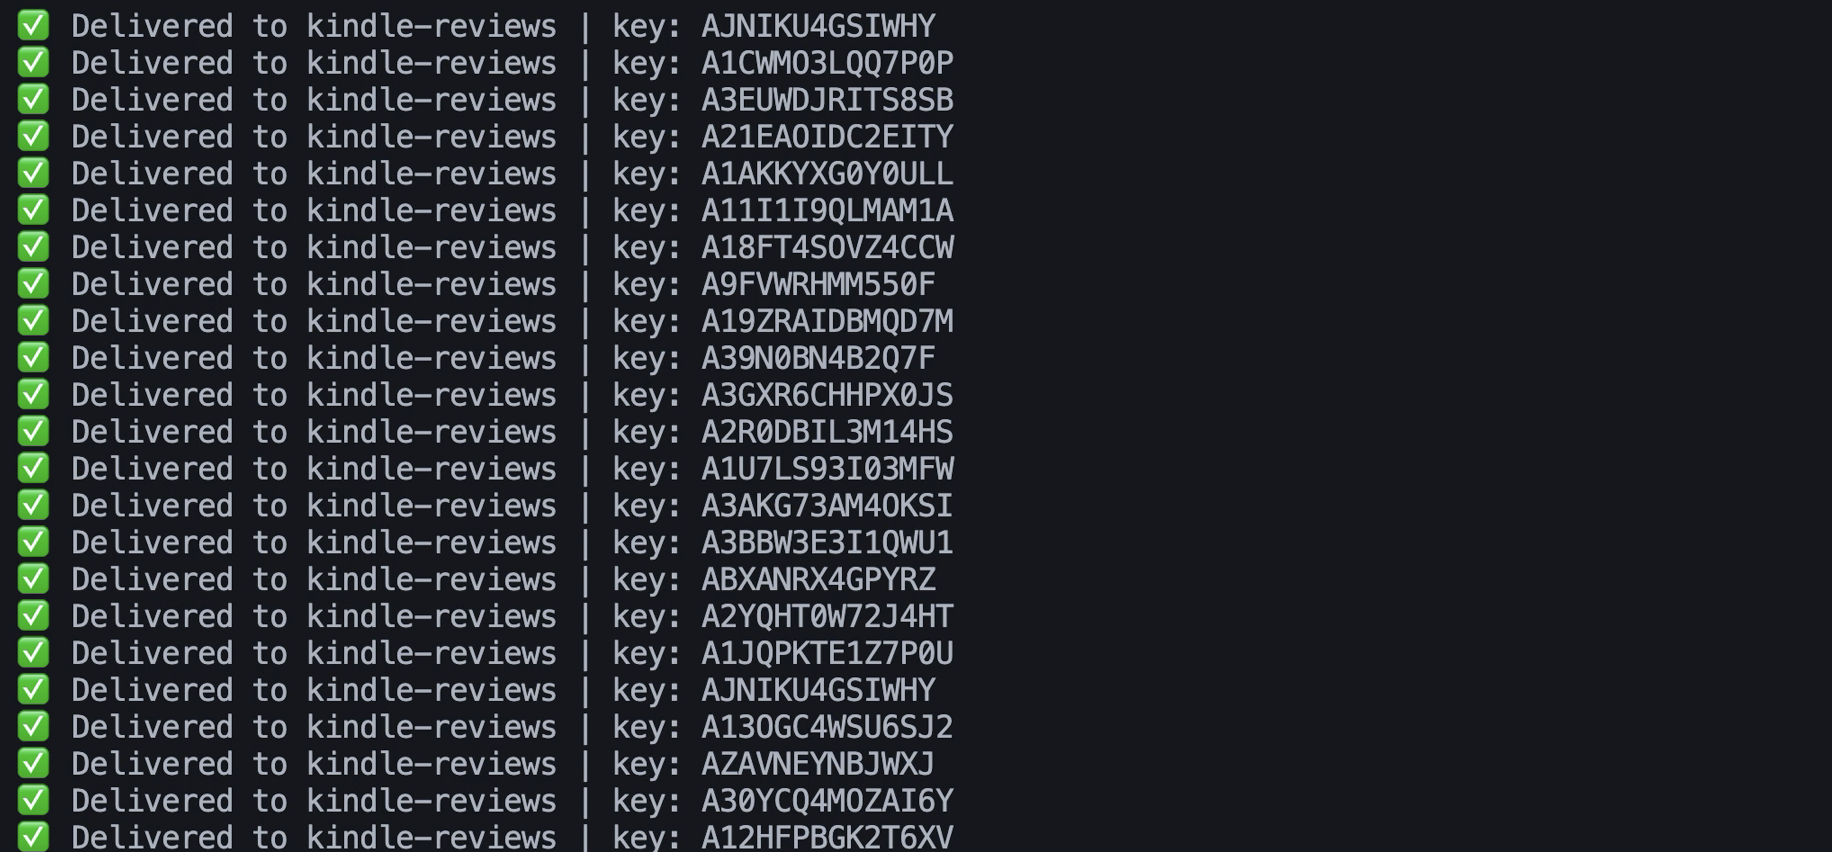 ✅ Delivered to kindle-reviews | key: AJNIKU4GSIWHY
✅ Delivered to kindle-reviews | key: A1CWMO3LQQ7P0P
✅ Delivered to kindle-reviews | key: A3EUWDJRITS8SB
✅ Delivered to kindle-reviews | key: A21EAOIDC2EITY
✅ Delivered to kindle-reviews | key: A1AKKYXG0Y0ULL
✅ Delivered to kindle-reviews | key: A11I1I9QLMAM1A
✅ Delivered to kindle-reviews | key: A18FT4SOVZ4CCW
✅ Delivered to kindle-reviews | key: A9FVWRHMM550F
✅ Delivered to kindle-reviews | key: A19ZRAIDBMQD7M
✅ Delivered to kindle-reviews | key: A39N0BN4B2Q7F
✅ Delivered to kindle-reviews | key: A3GXR6CHHPX0JS
✅ Delivered to kindle-reviews | key: A2R0DBIL3M14HS
✅ Delivered to kindle-reviews | key: A1U7LS93I03MFW
✅ Delivered to kindle-reviews | key: A3AKG73AM4OKSI
✅ Delivered to kindle-reviews | key: A3BBW3E3I1QWU1
✅ Delivered to kindle-reviews | key: ABXANRX4GPYRZ
✅ Delivered to kindle-reviews | key: A2YQHT0W72J4HT
✅ Delivered to kindle-reviews | key: A1JQPKTE1Z7P0U
✅ Delivered to kindle-reviews | key: AJNIKU4GSIWHY
✅ Delivered to kindle-reviews | key: A13OGC4WSU6SJ2
✅ Delivered to kindle-reviews | key: AZAVNEYNBJWXJ
✅ Delivered to kindle-reviews | key: A30YCQ4MOZAI6Y
✅ Delivered to kindle-reviews | key: A12HFPBGK2T6XV